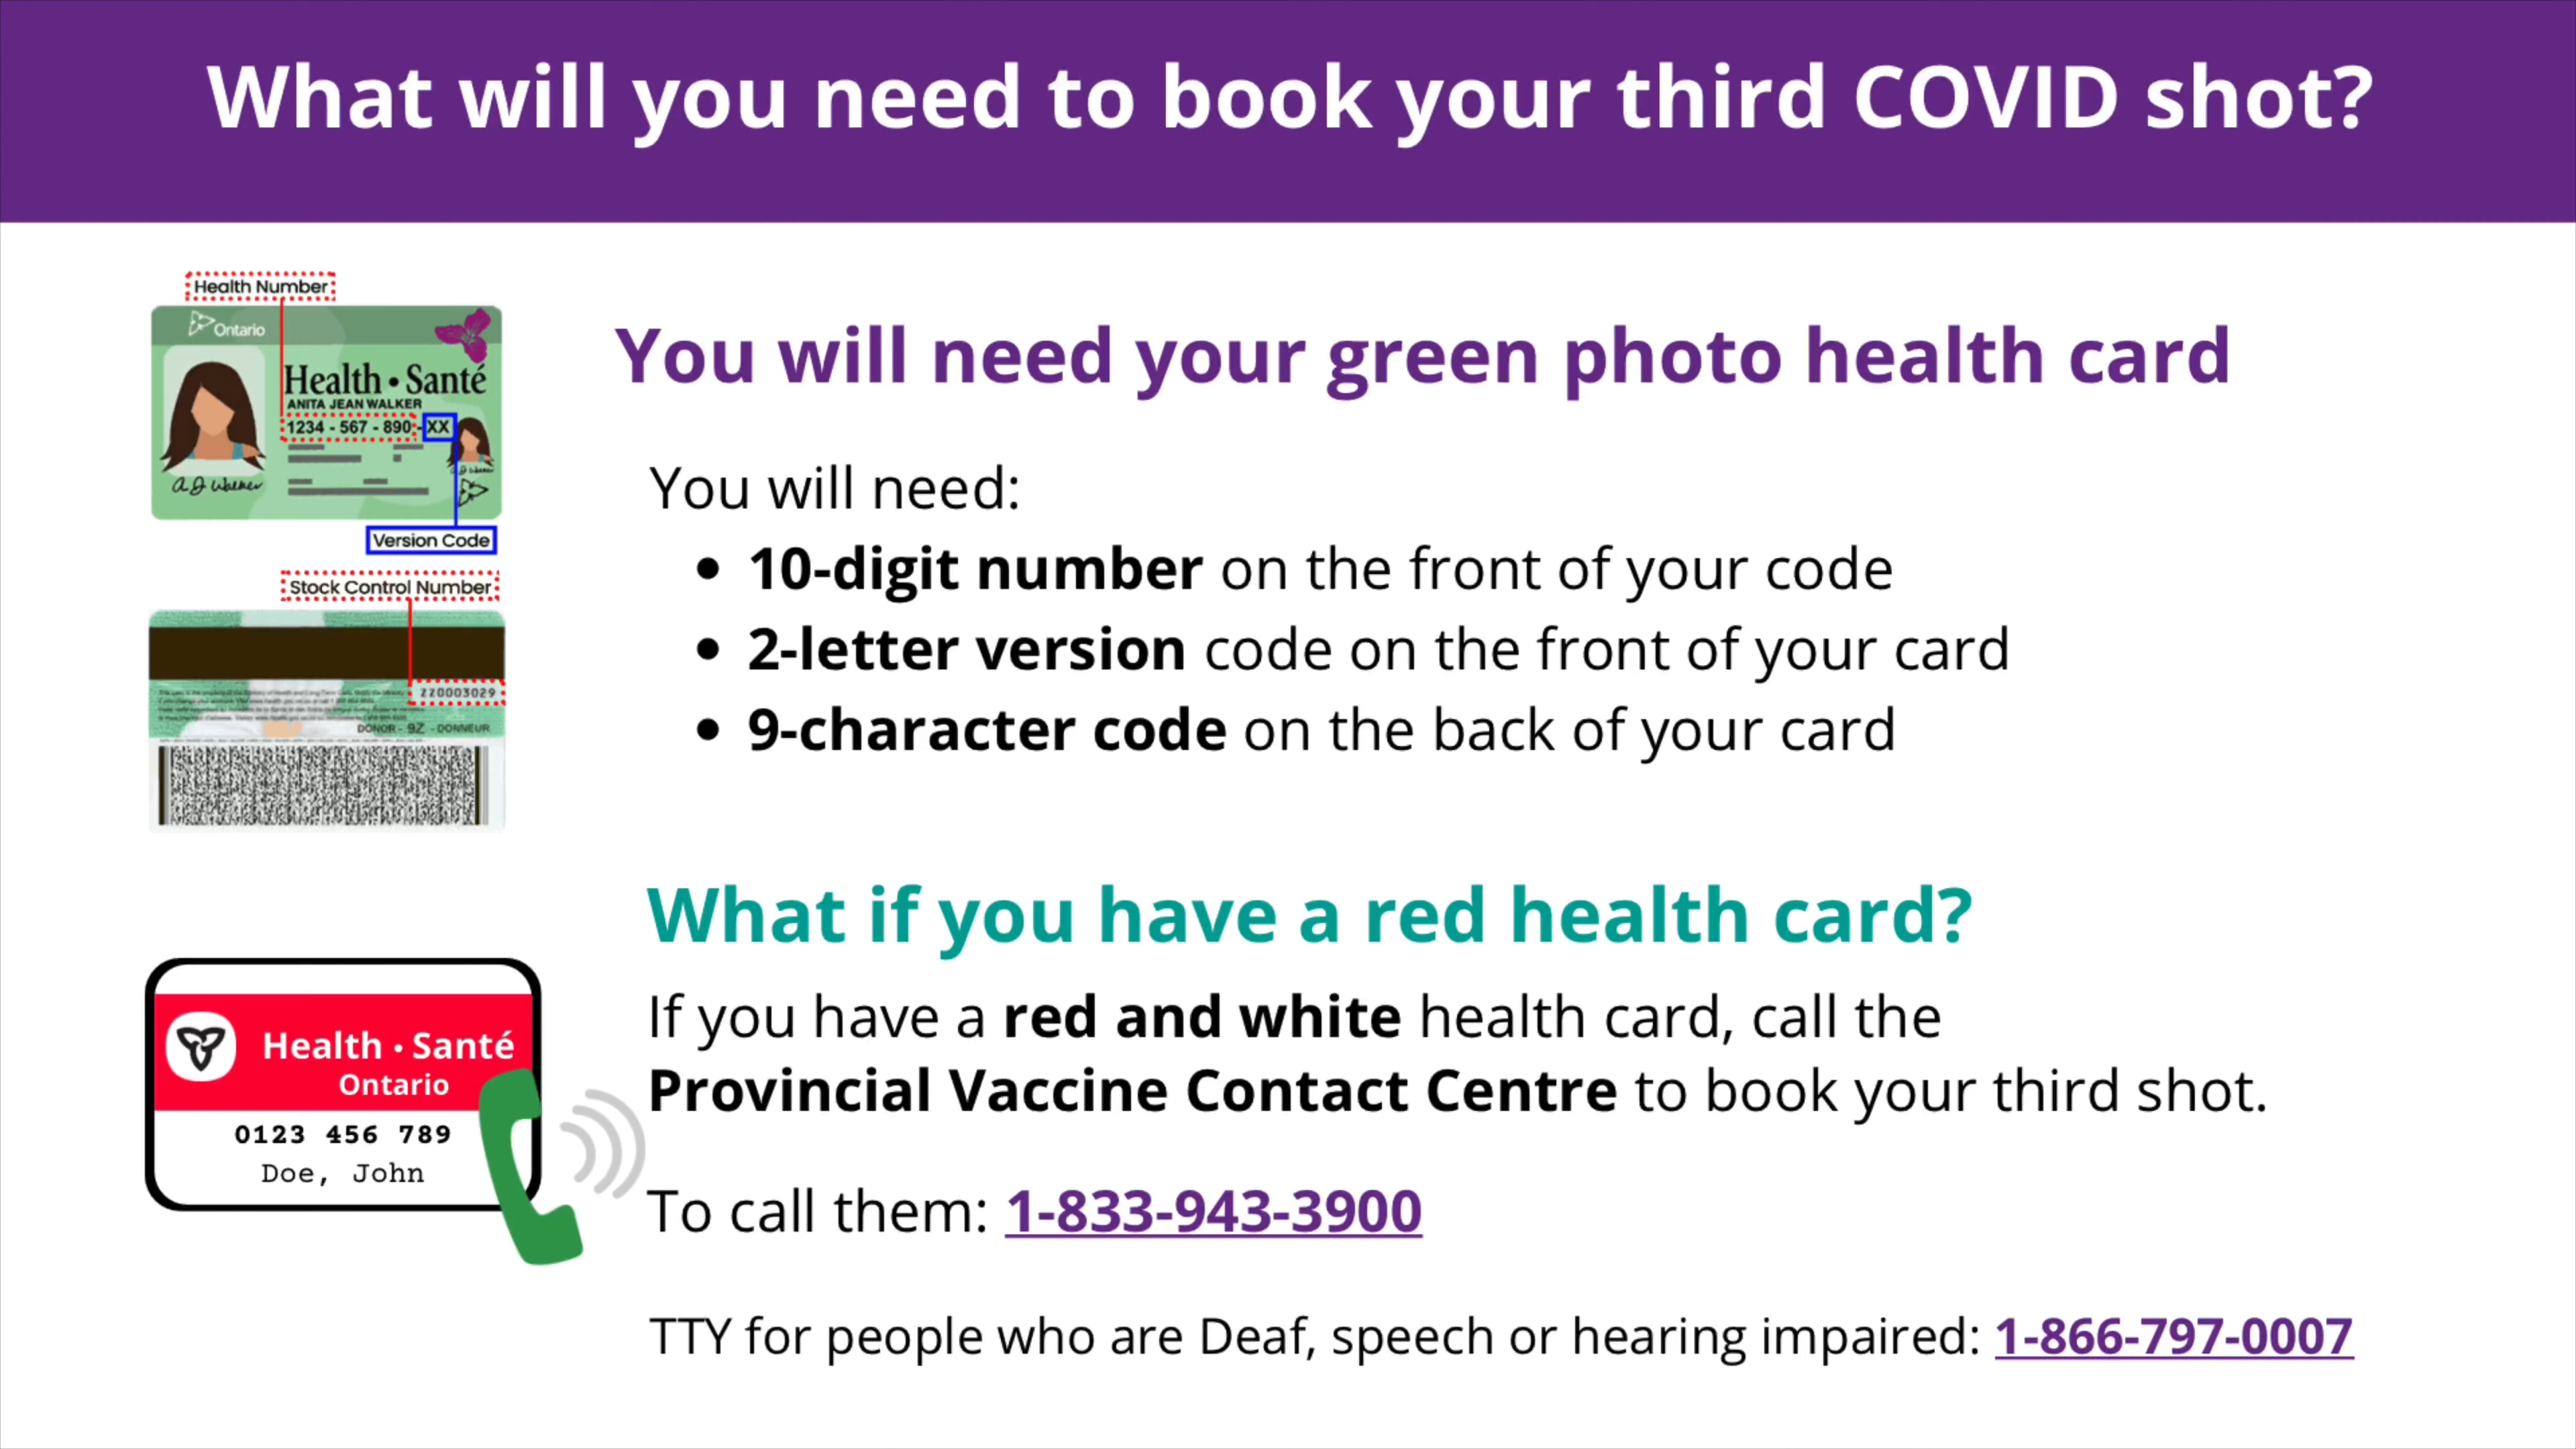 What will you need to book your third COVID shot?
Health Number
Ontario
Health • Santé
ANITA JEAN WALKER
1234 - 567 - 890 - XX
A J Walker
Version Code
Stock Control Number
ZZ0003029
DONOR - 9Z - DONNEUR
You will need your green photo health card
You will need:
• 10-digit number on the front of your code
• 2-letter version code on the front of your card
• 9-character code on the back of your card
What if you have a red health card?
Health • Santé
Ontario
0123 456 789
Doe, John
If you have a red and white health card, call the
Provincial Vaccine Contact Centre to book your third shot.
To call them: 1-833-943-3900
TTY for people who are Deaf, speech or hearing impaired: 1-866-797-0007